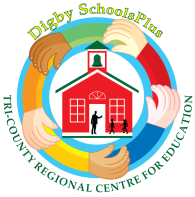 Digby SchoolsPlus
TRI-COUNTY REGIONAL CENTRE FOR EDUCATION